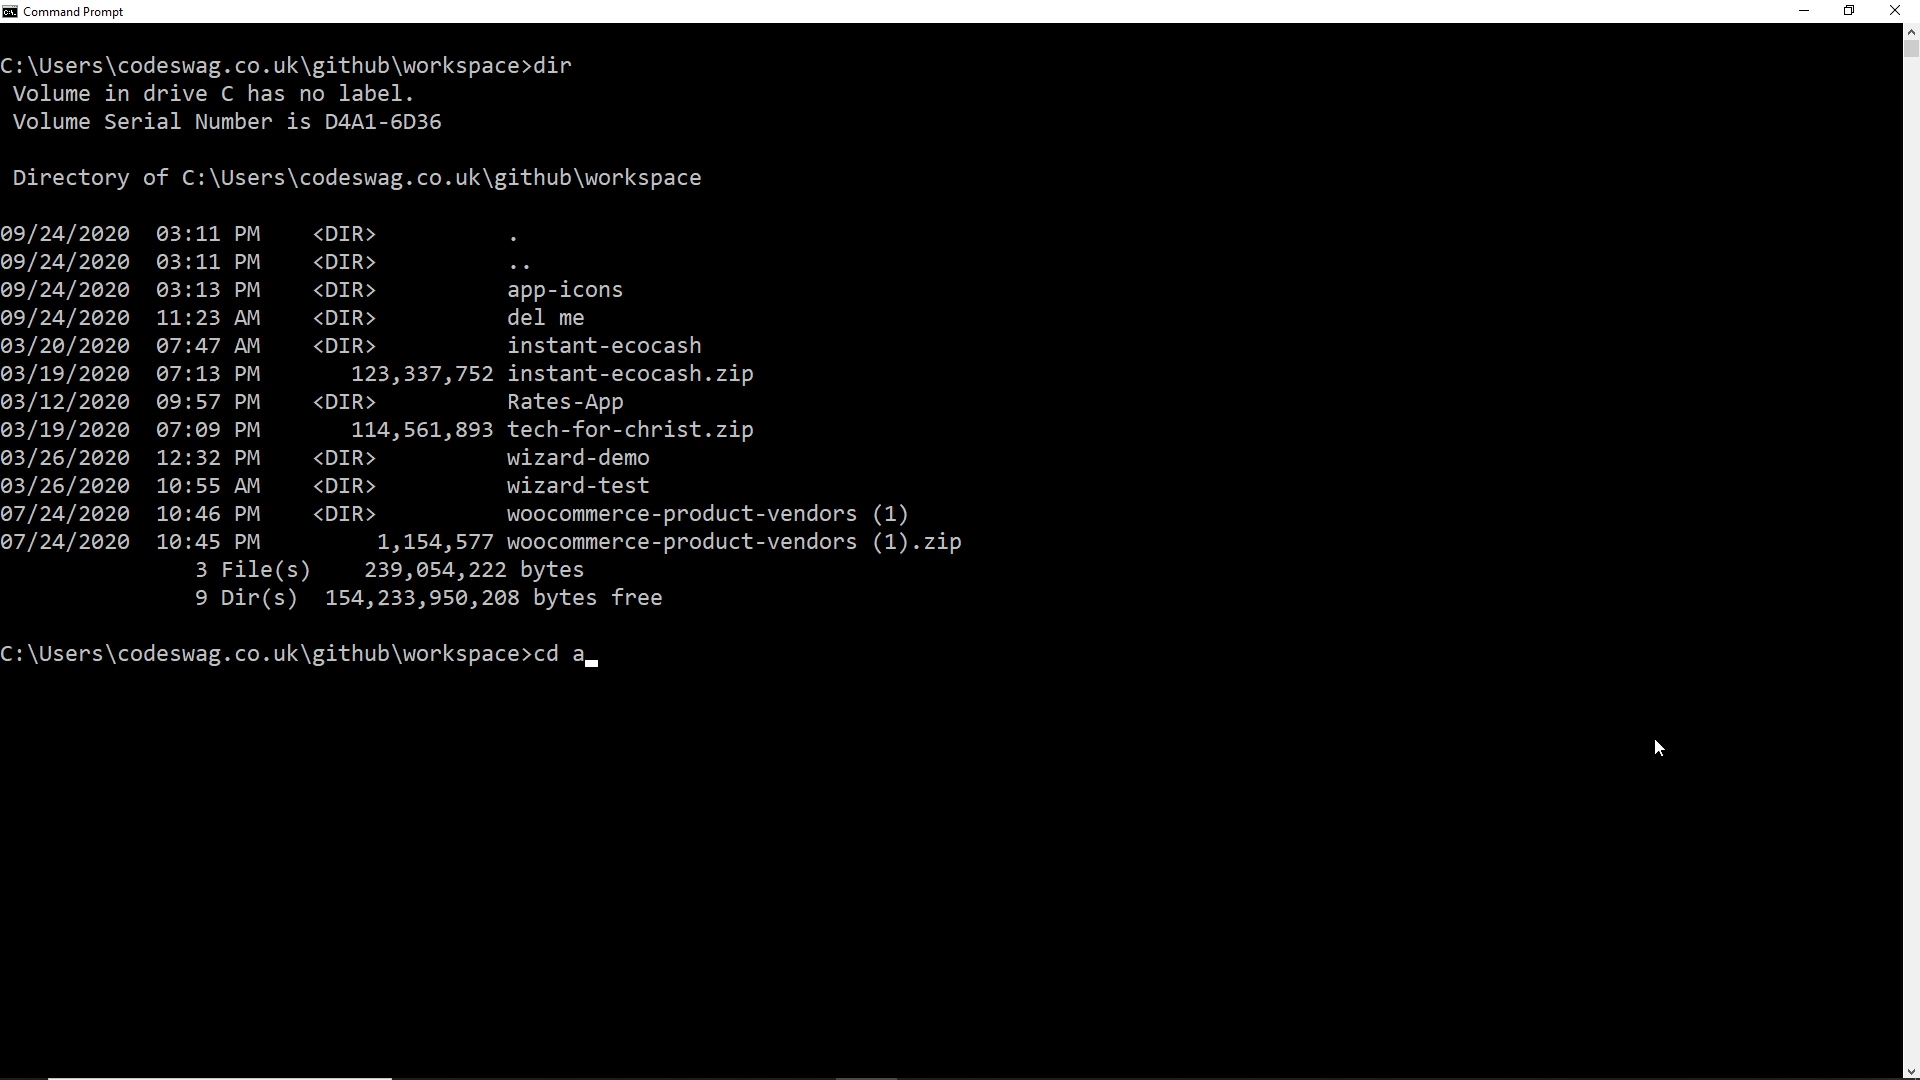 Command Prompt
C:\Users\codeswag.co.uk\github\workspace>dir
 Volume in drive C has no label.
 Volume Serial Number is D4A1-6D36
 Directory of C:\Users\codeswag.co.uk\github\workspace
09/24/2020  03:11 PM    <DIR>          .
09/24/2020  03:11 PM    <DIR>          ..
09/24/2020  03:13 PM    <DIR>          app-icons
09/24/2020  11:23 AM    <DIR>          del me
03/20/2020  07:47 AM    <DIR>          instant-ecocash
03/19/2020  07:13 PM       123,337,752 instant-ecocash.zip
03/12/2020  09:57 PM    <DIR>          Rates-App
03/19/2020  07:09 PM       114,561,893 tech-for-christ.zip
03/26/2020  12:32 PM    <DIR>          wizard-demo
03/26/2020  10:55 AM    <DIR>          wizard-test
07/24/2020  10:46 PM    <DIR>          woocommerce-product-vendors (1)
07/24/2020  10:45 PM         1,154,577 woocommerce-product-vendors (1).zip
               3 File(s)    239,054,222 bytes
               9 Dir(s)  154,233,950,208 bytes free
C:\Users\codeswag.co.uk\github\workspace>cd a